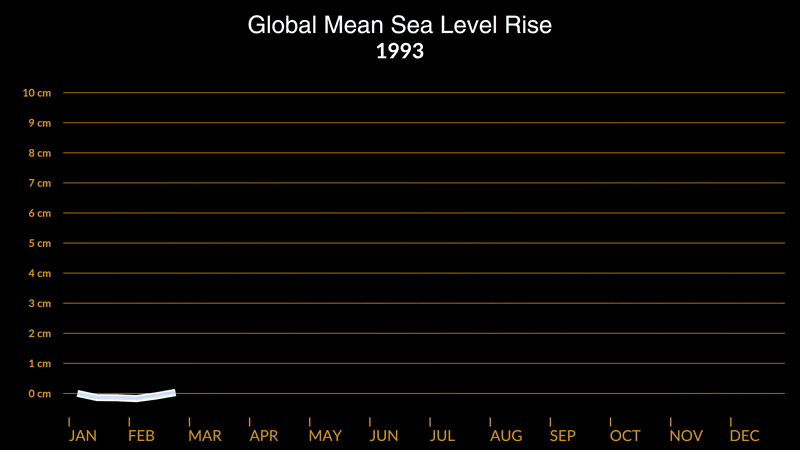 Global Mean Sea Level Rise
1993
10 cm
9 cm
8 cm
7 cm
6 cm
5 cm
4 cm
3 cm
2 cm
1 cm
0 cm
JAN FEB MAR APR MAY JUN JUL AUG SEP OCT NOV DEC